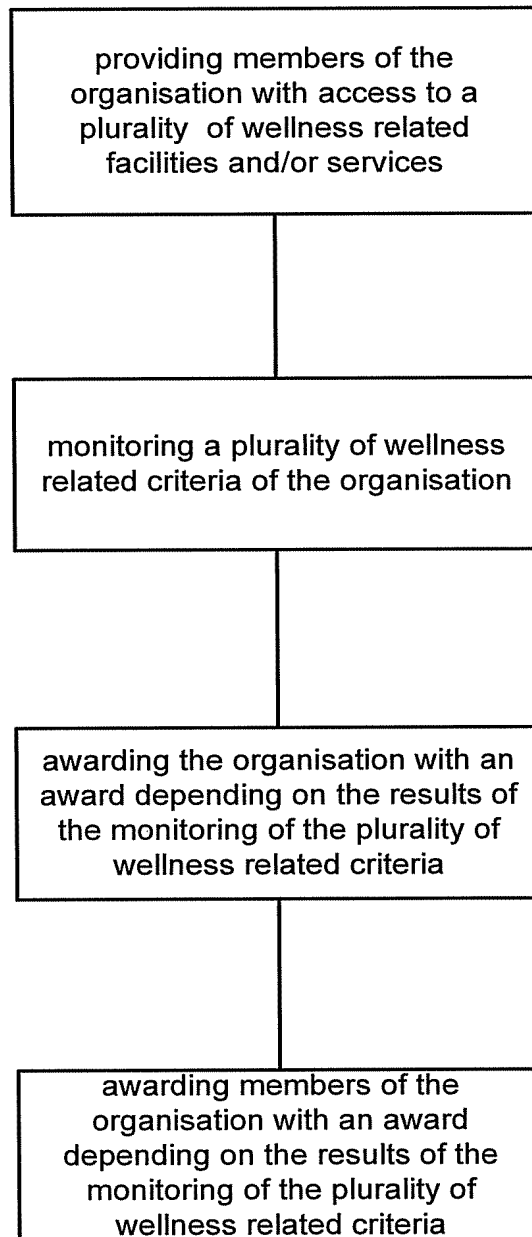 providing members of the
organisation with access to a
plurality of wellness related
facilities and/or services
monitoring a plurality of wellness
related criteria of the organisation
awarding the organisation with an
award depending on the results of
the monitoring of the plurality of
wellness related criteria
awarding members of the
organisation with an award
depending on the results of the
monitoring of the plurality of
wellness related criteria